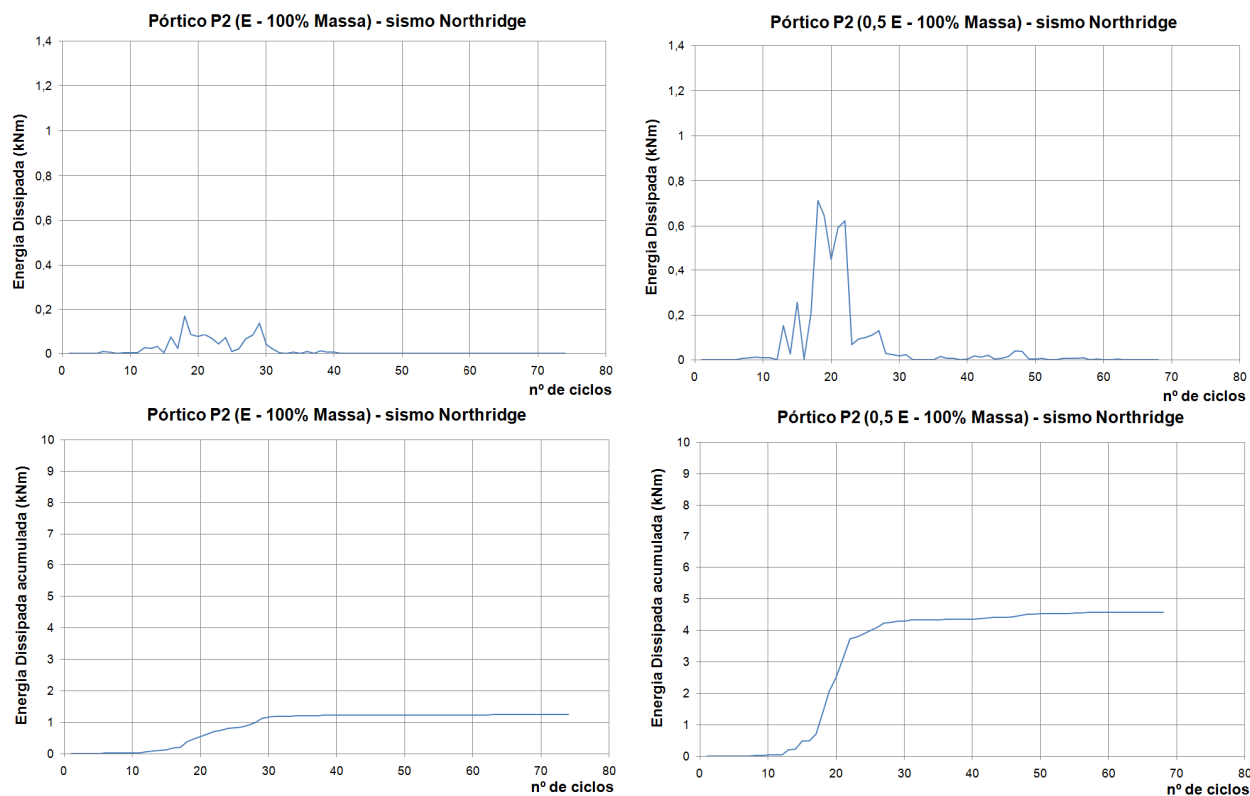 Pórtico P2 (E - 100% Massa) - sismo Northridge
Energia Dissipada (kNm)
1,4
1,2
1
0,8
0,6
0,4
0,2
0
0 10 20 30 40 50 60 70 80
nº de ciclos
Pórtico P2 (0,5 E - 100% Massa) - sismo Northridge
Energia Dissipada (kNm)
1,4
1,2
1
0,8
0,6
0,4
0,2
0
0 10 20 30 40 50 60 70 80
nº de ciclos
Pórtico P2 (E - 100% Massa) - sismo Northridge
Energia Dissipada acumulada (kNm)
10
9
8
7
6
5
4
3
2
1
0
0 10 20 30 40 50 60 70 80
nº de ciclos
Pórtico P2 (0,5 E - 100% Massa) - sismo Northridge
Energia Dissipada acumulada (kNm)
10
9
8
7
6
5
4
3
2
1
0
0 10 20 30 40 50 60 70 80
nº de ciclos